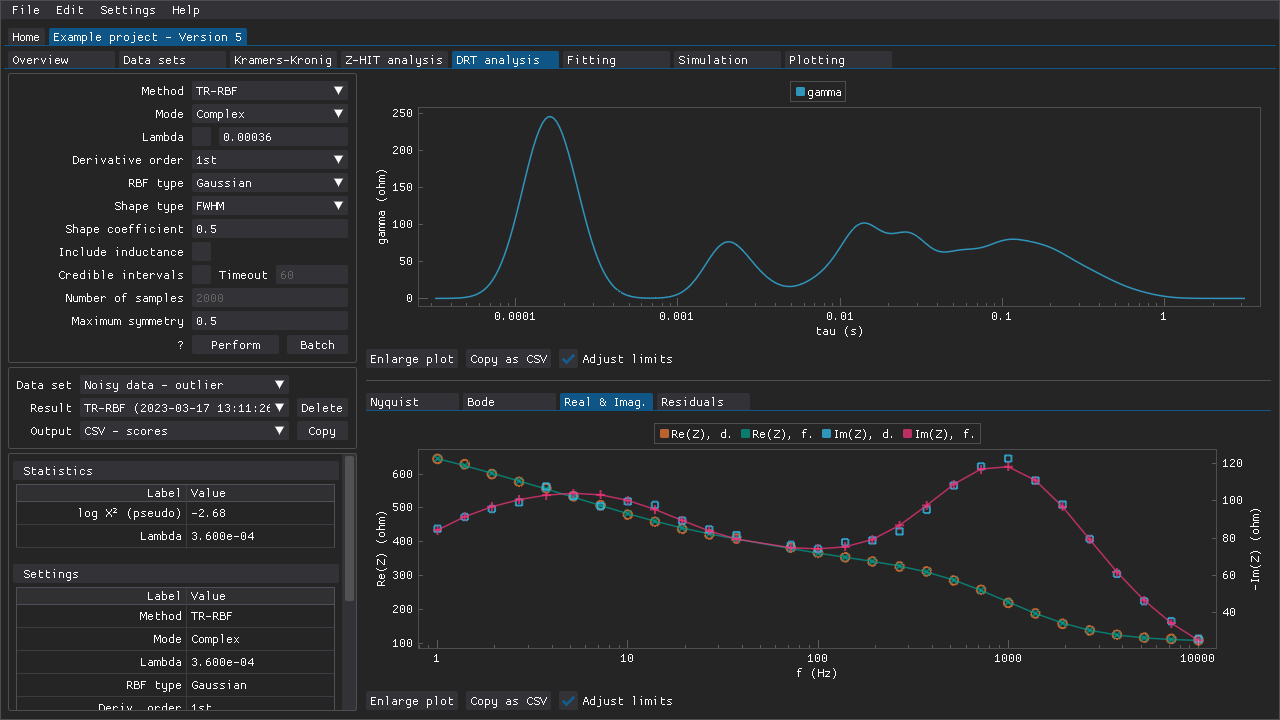 File Edit Settings Help
Home Example project - Version 5
Overview Data sets Kramers-Kronig Z-HIT analysis DRT analysis Fitting Simulation Plotting
Method TR-RBF
Mode Complex
Lambda 0.00036
Derivative order 1st
RBF type Gaussian
Shape type FWHM
Shape coefficient 0.5
Include inductance
Credible intervals Timeout 60
Number of samples 2000
Maximum symmetry 0.5
? Perform Batch
Data set Noisy data - outlier
Result TR-RBF (2023-03-17 13:11:26 Delete
Output CSV - scores Copy
Statistics
Label Value
log X² (pseudo) -2.68
Lambda 3.600e-04
Settings
Label Value
Method TR-RBF
Mode Complex
Lambda 3.600e-04
RBF type Gaussian
Deriv. order 1st
gamma
gamma (ohm)
250
200
150
100
50
0
0.0001 0.001 0.01 0.1 1
tau (s)
Enlarge plot Copy as CSV Adjust limits
Nyquist Bode Real & Imag. Residuals
Re(Z), d. Re(Z), f. Im(Z), d. Im(Z), f.
Re(Z) (ohm)
600
500
400
300
200
100
120
100
80
60
40
-Im(Z) (ohm)
1 10 100 1000 10000
f (Hz)
Enlarge plot Copy as CSV Adjust limits